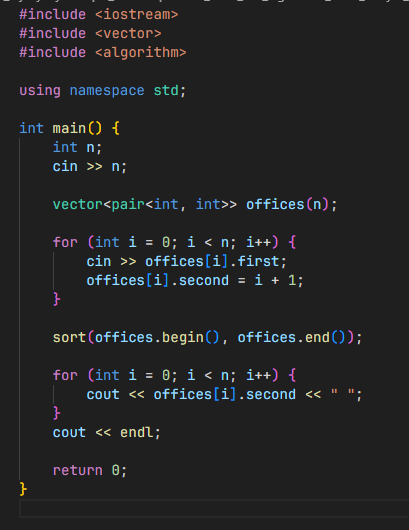 #include <iostream>
#include <vector>
#include <algorithm>
using namespace std;
int main() {
    int n;
    cin >> n;
    vector<pair<int, int>> offices(n);
    for (int i = 0; i < n; i++) {
        cin >> offices[i].first;
        offices[i].second = i + 1;
    }
    sort(offices.begin(), offices.end());
    for (int i = 0; i < n; i++) {
        cout << offices[i].second << " ";
    }
    cout << endl;
    return 0;
}